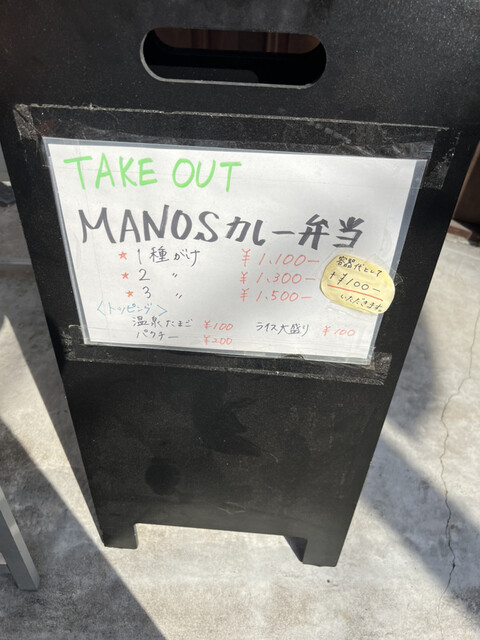 TAKE OUT
MANOSカレー弁当
★1種がけ ¥1,100-
★2 〃 ¥1,300-
★3 〃 ¥1,500-
容器代として
+¥100-
いただきます
〈トッピング〉
温泉たまご ¥100 ライス大盛り ¥100
パクチー ¥200